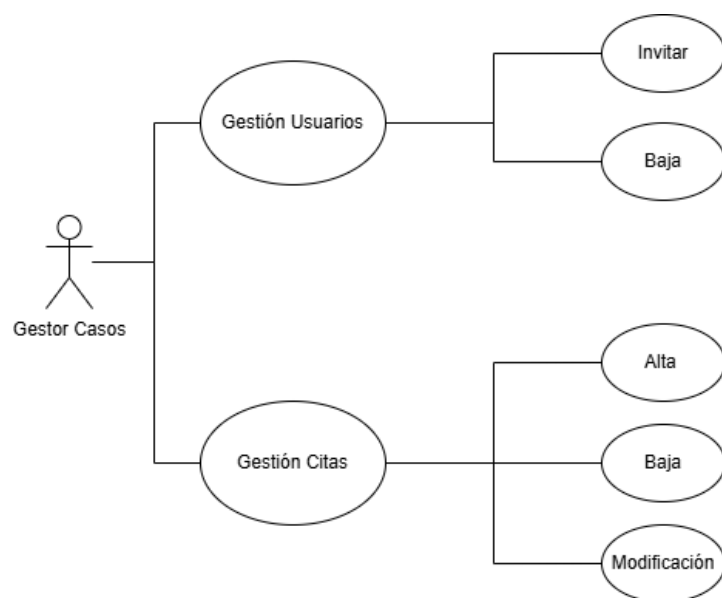 Invitar
Gestión Usuarios
Baja
Gestor Casos
Alta
Gestión Citas
Baja
Modificación